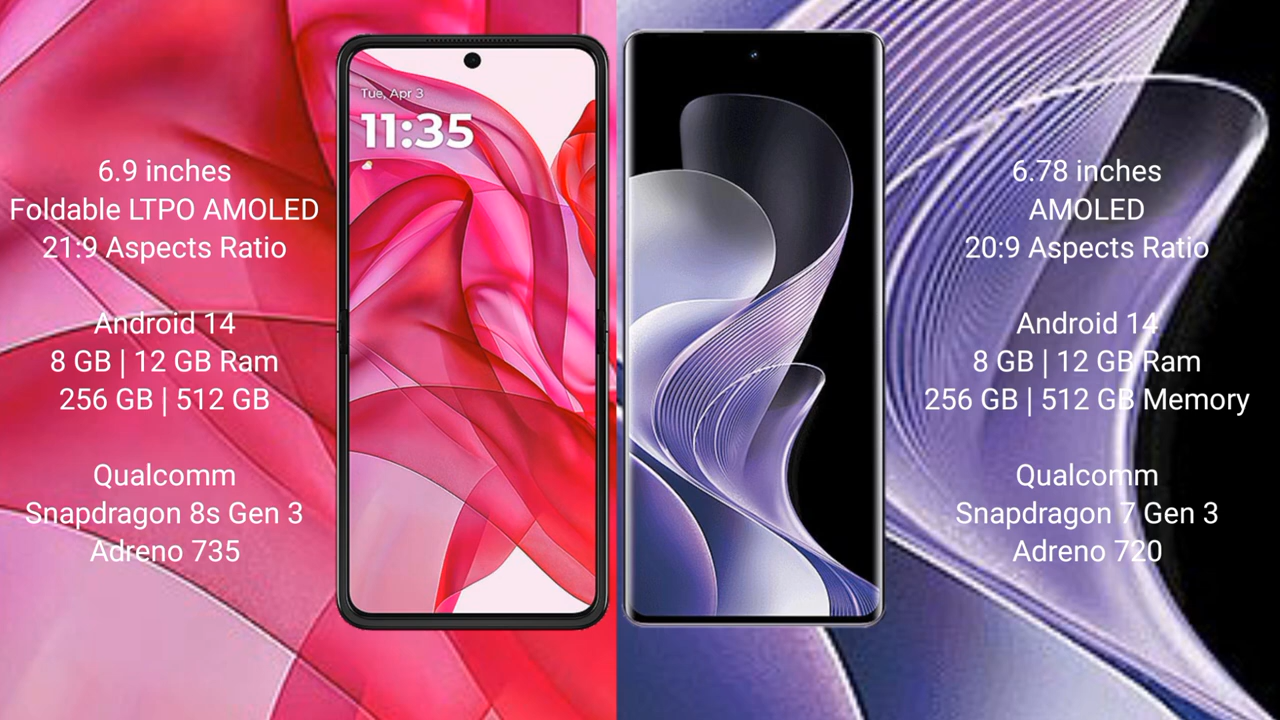 6.9 inches
Foldable LTPO AMOLED
21:9 Aspects Ratio
Android 14
8 GB | 12 GB Ram
256 GB | 512 GB
Qualcomm
Snapdragon 8s Gen 3
Adreno 735
Tue, Apr 3
11:35
6.78 inches
AMOLED
20:9 Aspects Ratio
Android 14
8 GB | 12 GB Ram
256 GB | 512 GB Memory
Qualcomm
Snapdragon 7 Gen 3
Adreno 720